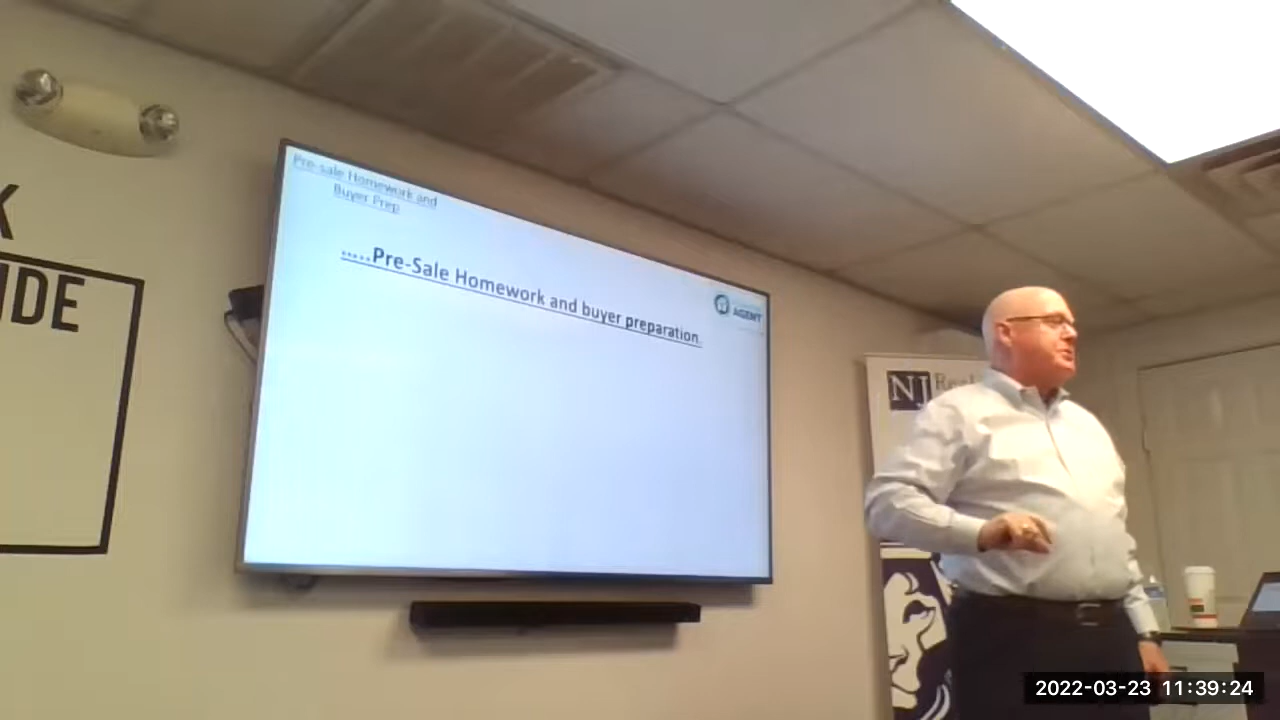 K
IDE
Pre-sale Homework and
Buyer Prep
.....Pre-Sale Homework and buyer preparation.
AGENT
NJ
2022-03-23 11:39:24